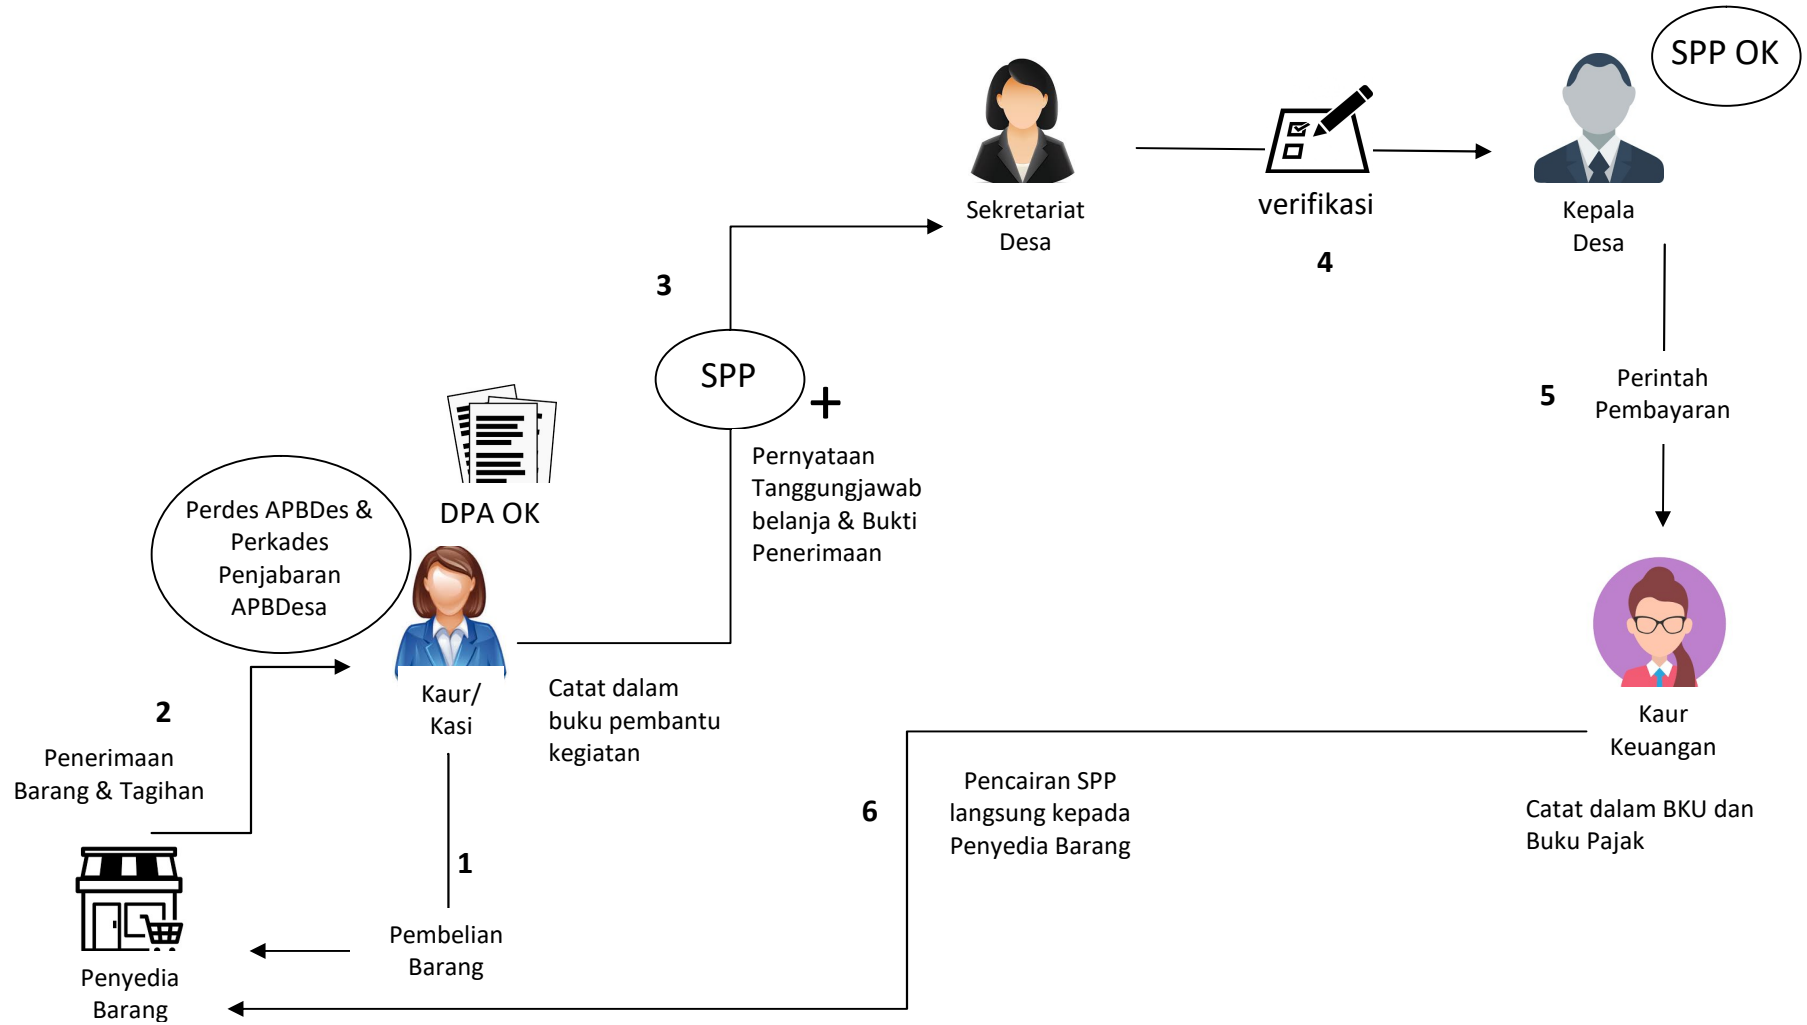 SPP OK
Sekretariat
Desa
verifikasi
4
Kepala
Desa
3
SPP
+
Pernyataan
Tanggungjawab
belanja & Bukti
Penerimaan
5
Perintah
Pembayaran
DPA OK
Perdes APBDes &
Perkades
Penjabaran
APBDesa
Kaur/
Kasi
Catat dalam
buku pembantu
kegiatan
2
Penerimaan
Barang & Tagihan
1
Pembelian
Barang
Penyedia
Barang
6
Pencairan SPP
langsung kepada
Penyedia Barang
Kaur
Keuangan
Catat dalam BKU dan
Buku Pajak